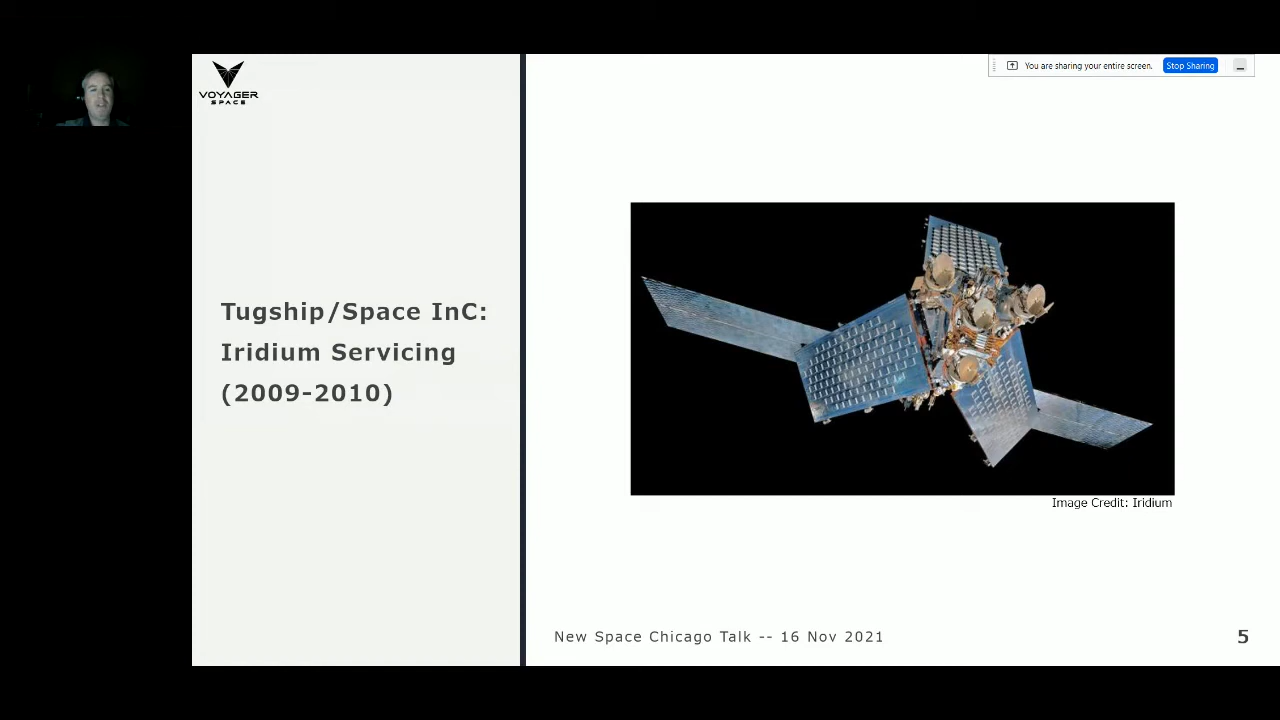 VOYAGER
SPACE
You are sharing your entire screen.
Stop Sharing
Tugship/Space InC:
Iridium Servicing
(2009-2010)
Image Credit: Iridium
New Space Chicago Talk -- 16 Nov 2021
5